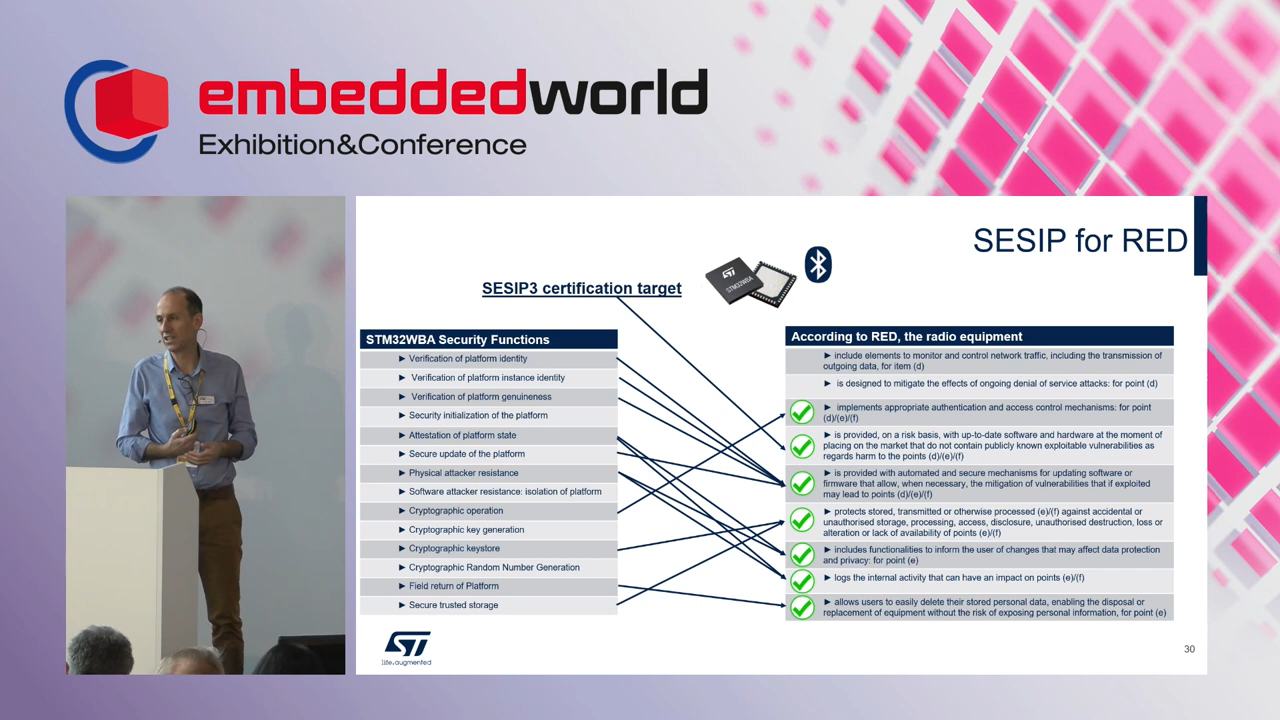 embeddedworld
Exhibition&Conference
SESIP for RED
SESIP3 certification target
ST
STM32WBA
STM32WBA Security Functions
► Verification of platform identity
► Verification of platform instance identity
► Verification of platform genuineness
► Security initialization of the platform
► Attestation of platform state
► Secure update of the platform
► Physical attacker resistance
► Software attacker resistance: isolation of platform
► Cryptographic operation
► Cryptographic key generation
► Cryptographic keystore
► Cryptographic Random Number Generation
► Field return of Platform
► Secure trusted storage
According to RED, the radio equipment
► include elements to monitor and control network traffic, including the transmission of
outgoing data, for item (d)
► is designed to mitigate the effects of ongoing denial of service attacks: for point (d)
► implements appropriate authentication and access control mechanisms: for point
(d)/(e)/(f)
► is provided, on a risk basis, with up-to-date software and hardware at the moment of
placing on the market that do not contain publicly known exploitable vulnerabilities as
regards harm to the points (d)/(e)/(f)
► is provided with automated and secure mechanisms for updating software or
firmware that allow, when necessary, the mitigation of vulnerabilities that if exploited
may lead to points (d)/(e)/(f)
► protects stored, transmitted or otherwise processed (e)/(f) against accidental or
unauthorised storage, processing, access, disclosure, unauthorised destruction, loss or
alteration or lack of availability of points (e)/(f)
► includes functionalities to inform the user of changes that may affect data protection
and privacy: for point (e)
► logs the internal activity that can have an impact on points (e)/(f)
► allows users to easily delete their stored personal data, enabling the disposal or
replacement of equipment without the risk of exposing personal information, for point (e)
ST
life.augmented
30